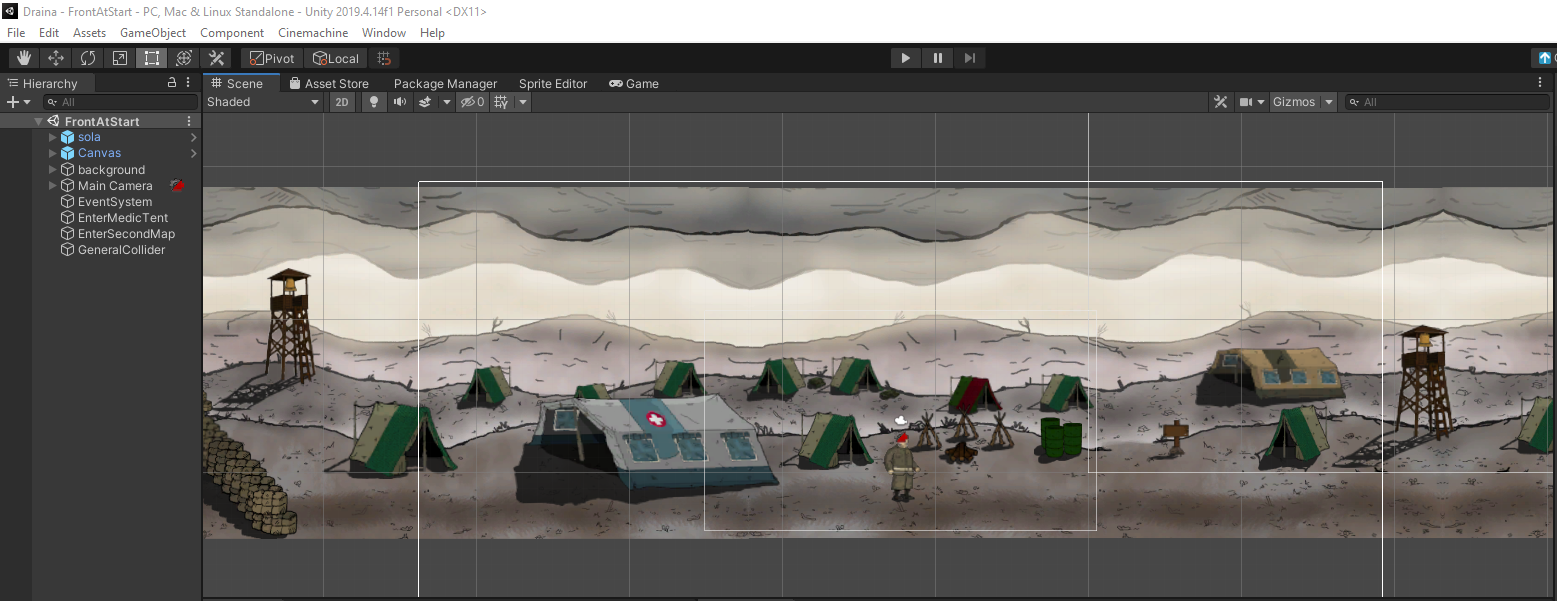 Draina - FrontAtStart - PC, Mac & Linux Standalone - Unity 2019.4.14f1 Personal <DX11>
File Edit Assets GameObject Component Cinemachine Window Help
Pivot Local
Hierarchy
All
FrontAtStart
sola
Canvas
background
Main Camera
EventSystem
EnterMedicTent
EnterSecondMap
GeneralCollider
Scene Asset Store Package Manager Sprite Editor Game
Shaded 2D 0 Gizmos All